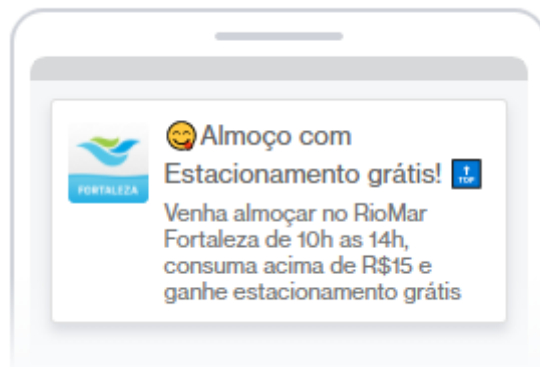 😋Almoço com
Estacionamento grátis! 🔝
FORTALEZA
Venha almoçar no RioMar
Fortaleza de 10h as 14h,
consuma acima de R$15 e
ganhe estacionamento grátis